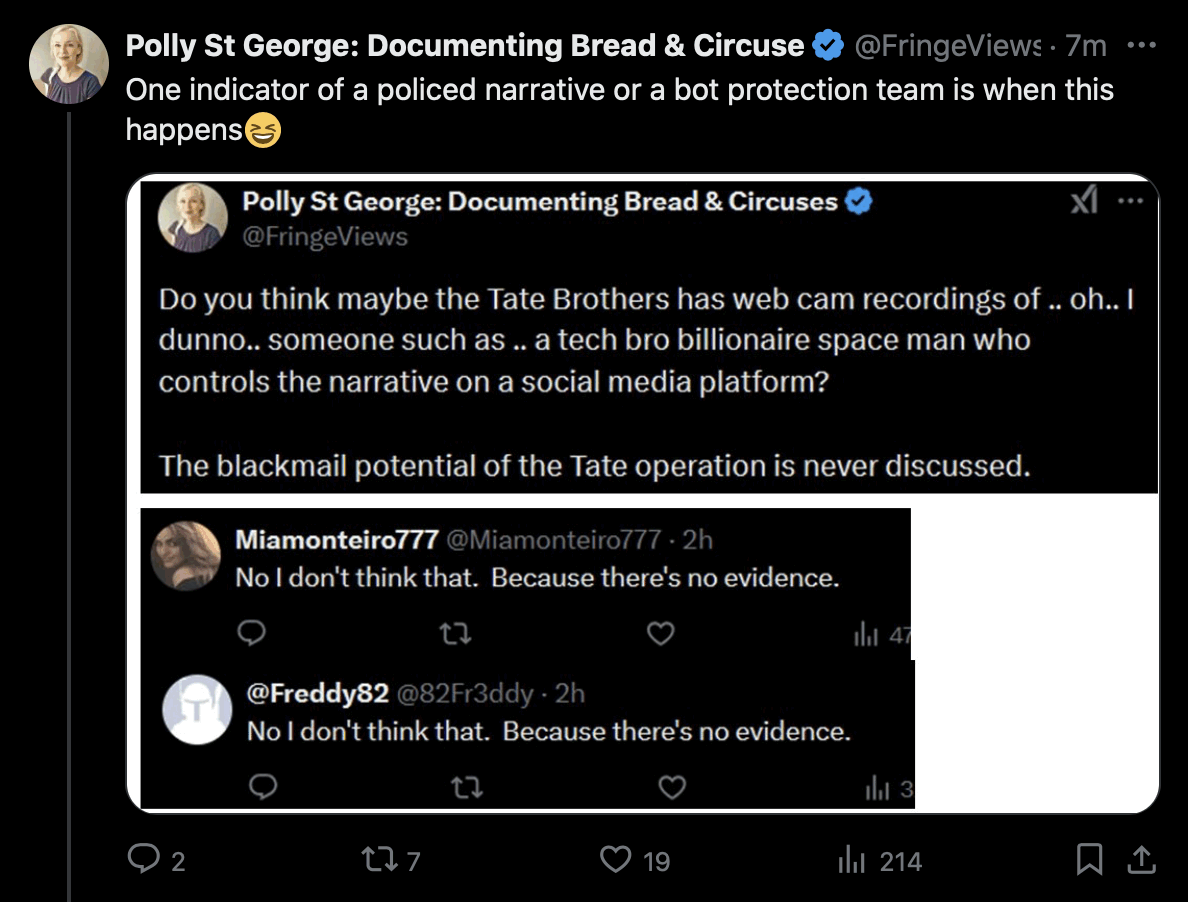 Polly St George: Documenting Bread & Circuse @FringeViews · 7m ···
One indicator of a policed narrative or a bot protection team is when this
happens😆
Polly St George: Documenting Bread & Circuses
@FringeViews
Do you think maybe the Tate Brothers has web cam recordings of .. oh.. I
dunno.. someone such as .. a tech bro billionaire space man who
controls the narrative on a social media platform?
The blackmail potential of the Tate operation is never discussed.
Miamonteiro777 @Miamonteiro777 · 2h
No I don't think that.  Because there's no evidence.
47
@Freddy82 @82Fr3ddy · 2h
No I don't think that.  Because there's no evidence.
3
2 7 19 214